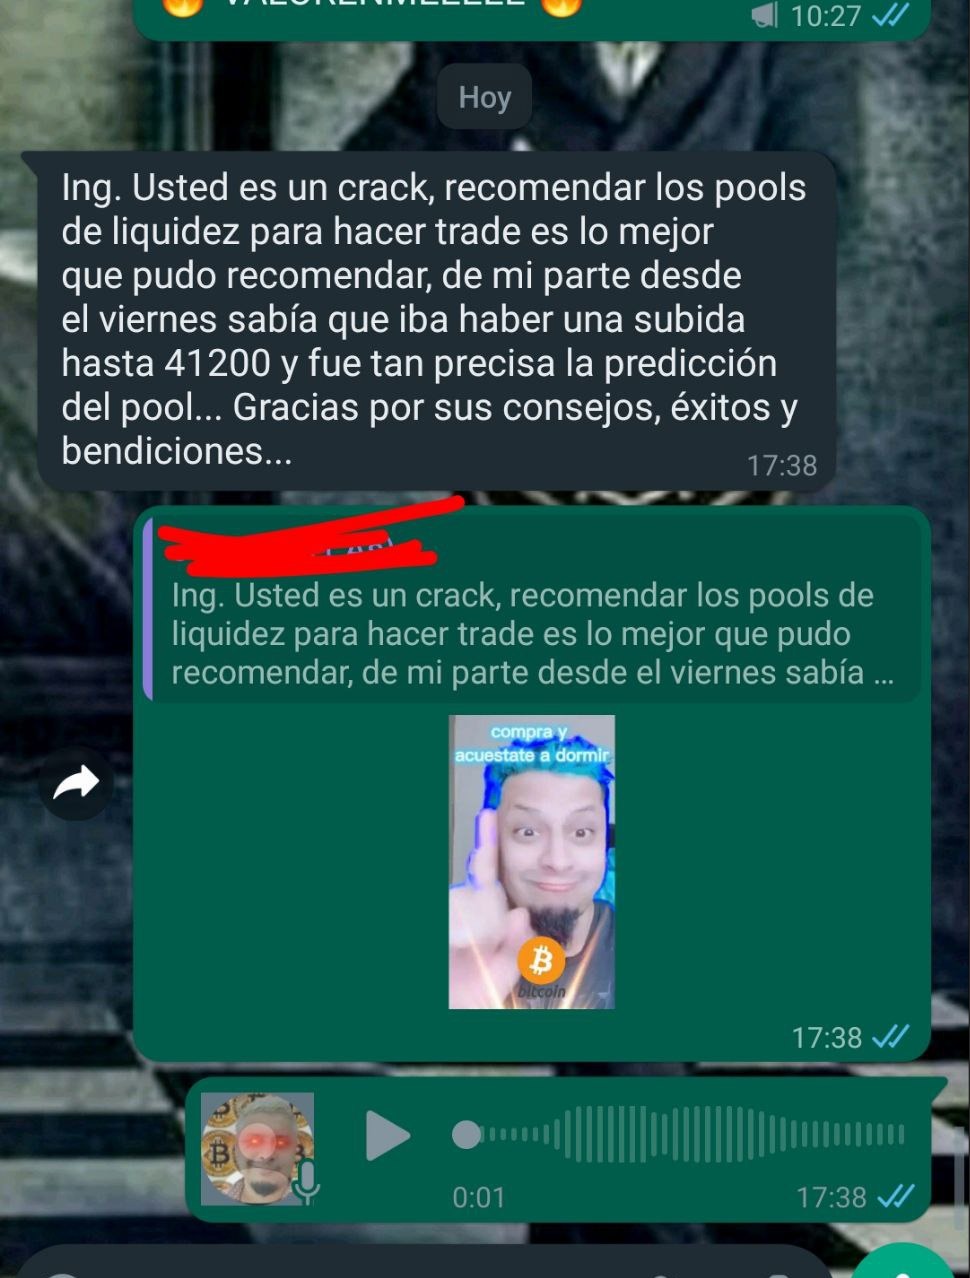 10:27
Hoy
Ing. Usted es un crack, recomendar los pools
de liquidez para hacer trade es lo mejor
que pudo recomendar, de mi parte desde
el viernes sabía que iba haber una subida
hasta 41200 y fue tan precisa la predicción
del pool... Gracias por sus consejos, éxitos y
bendiciones...
17:38
Ing. Usted es un crack, recomendar los pools de
liquidez para hacer trade es lo mejor que pudo
recomendar, de mi parte desde el viernes sabía ...
compra y
acuestate a dormir
bitcoin
17:38
0:01
17:38